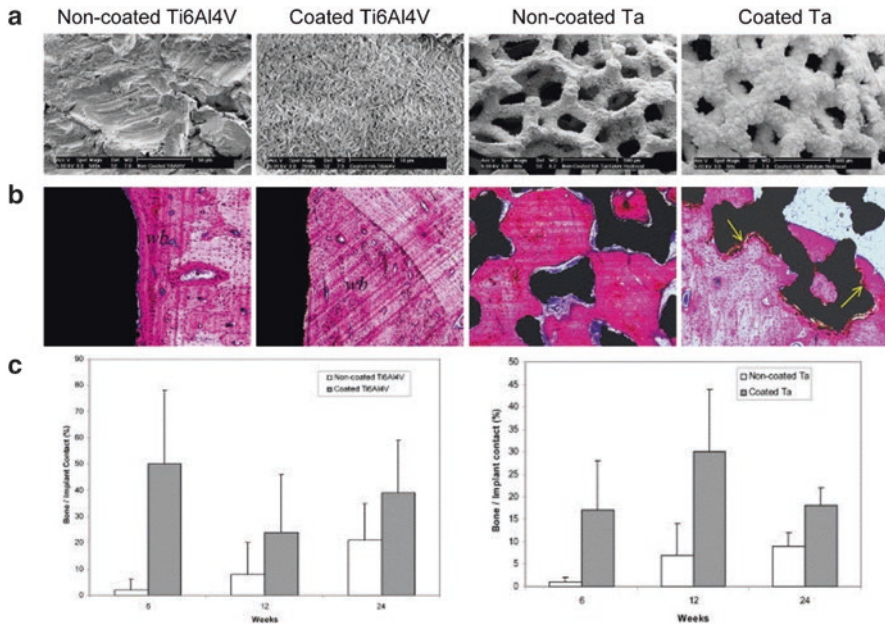 a
Non-coated Ti6Al4V
Coated Ti6Al4V
Non-coated Ta
Coated Ta
b
wb
wb
c
Bone / Implant Contact (%)
90
80
70
60
50
40
30
20
10
0
Non-coated Ti6Al4V
Coated Ti6Al4V
6
12
24
Weeks
Bone / Implant contact (%)
50
45
40
35
30
25
20
15
10
5
0
Non-coated Ta
Coated Ta
6
12
24
Weeks